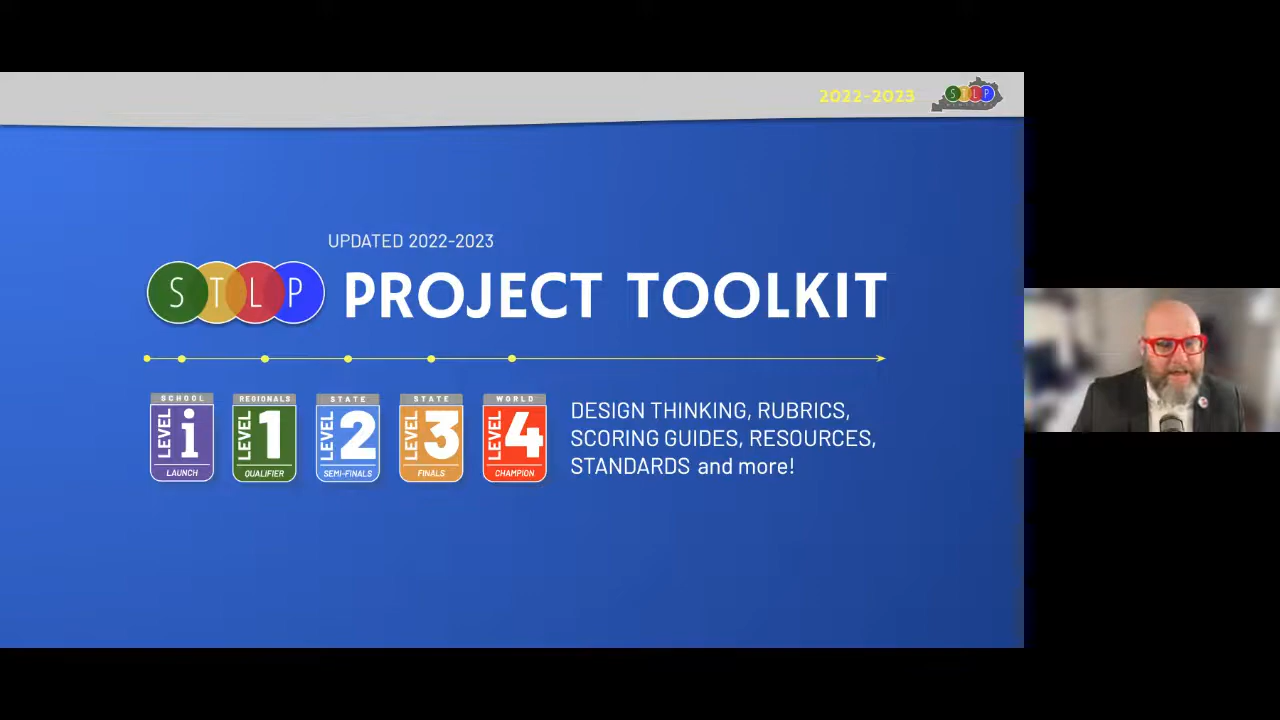 2022-2023
STLP
UPDATED 2022-2023
STLP PROJECT TOOLKIT
SCHOOL
LEVEL i
LAUNCH
REGIONALS
LEVEL 1
QUALIFIER
STATE
LEVEL 2
SEMI-FINALS
STATE
LEVEL 3
FINALS
WORLD
LEVEL 4
CHAMPION
DESIGN THINKING, RUBRICS,
SCORING GUIDES, RESOURCES,
STANDARDS and more!